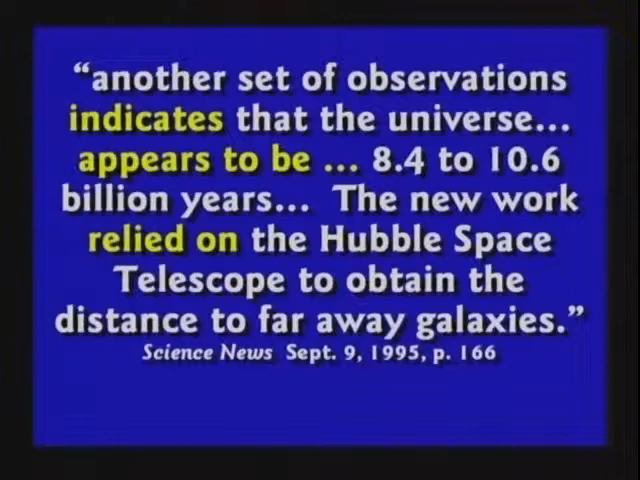 “another set of observations
indicates that the universe...
appears to be ... 8.4 to 10.6
billion years... The new work
relied on the Hubble Space
Telescope to obtain the
distance to far away galaxies.”
Science News Sept. 9, 1995, p. 166